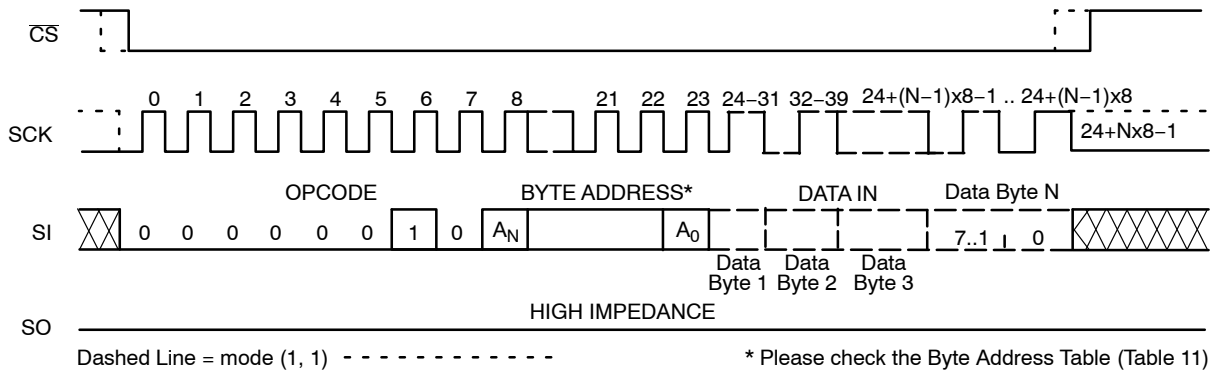 CS
0 1 2 3 4 5 6 7 8 21 22 23 24−31 32−39 24+(N−1)x8−1 .. 24+(N−1)x8
SCK
24+Nx8−1
OPCODE BYTE ADDRESS* DATA IN Data Byte N
SI 0 0 0 0 0 0 1 0 AN A0 7..1 0
Data Byte 1
Data Byte 2
Data Byte 3
HIGH IMPEDANCE
SO
Dashed Line = mode (1, 1) * Please check the Byte Address Table (Table 11)